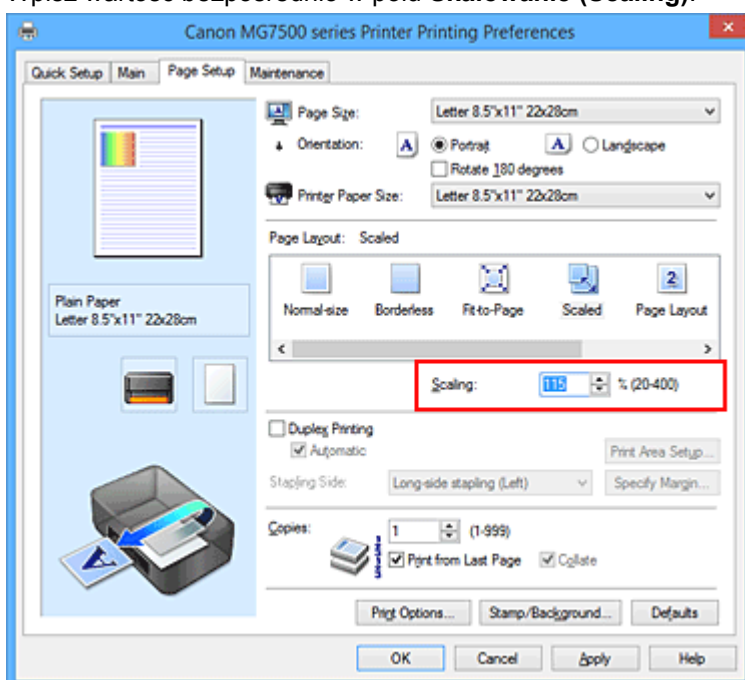 Canon MG7500 series Printer Printing Preferences
Quick Setup Main Page Setup Maintenance
Page Size: Letter 8.5"x11" 22x28cm
Orientation: A Portrait A Landscape
Rotate 180 degrees
Printer Paper Size: Letter 8.5"x11" 22x28cm
Page Layout: Scaled
Normal-size Borderless Fit-to-Page Scaled Page Layout
Plain Paper
Letter 8.5"x11" 22x28cm
Scaling: 115 % (20-400)
Duplex Printing
Automatic
Print Area Setup...
Stapling Side: Long-side stapling (Left) Specify Margin...
Copies: 1 (1-999)
Print from Last Page Collate
Print Options... Stamp/Background... Defaults
OK Cancel Apply Help